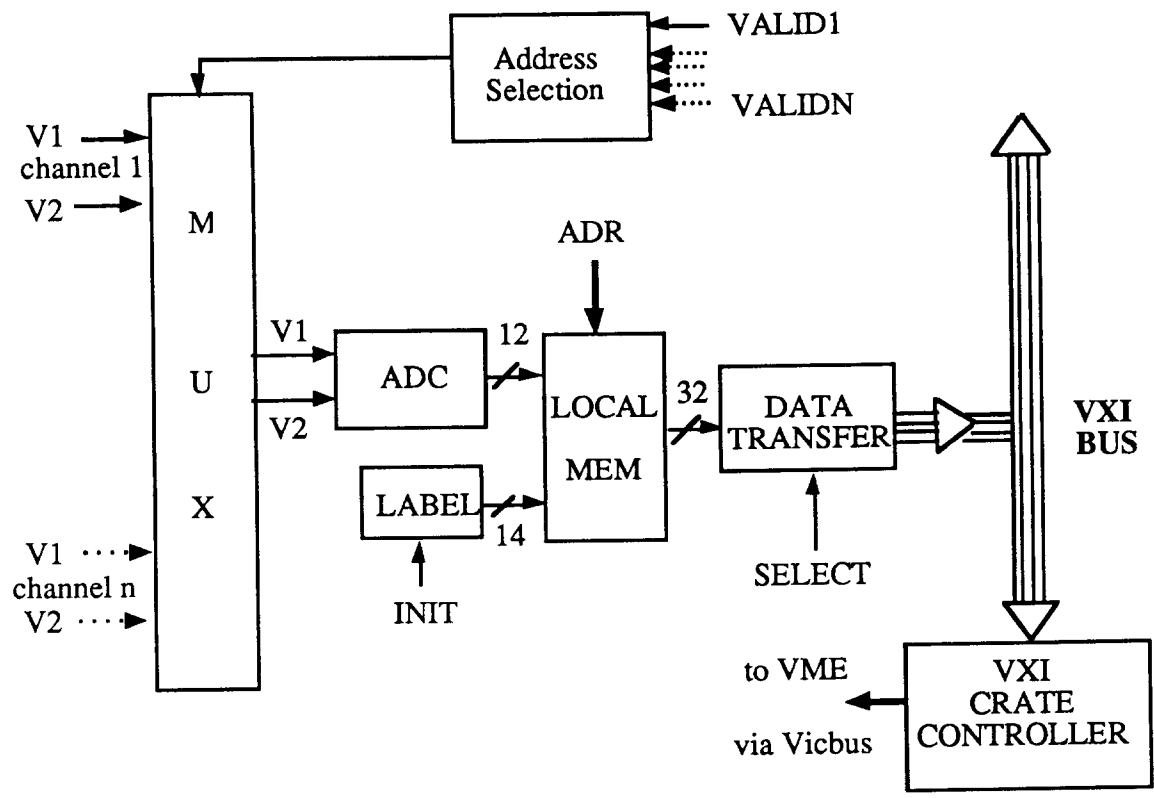 VALID1
Address
Selection
VALIDN
V1
channel 1
V2
M
U
X
ADR
V1
V2
ADC
12
LOCAL
MEM
32
DATA
TRANSFER
VXI
BUS
LABEL
14
INIT
SELECT
V1
channel n
V2
to VME
via Vicbus
VXI
CRATE
CONTROLLER